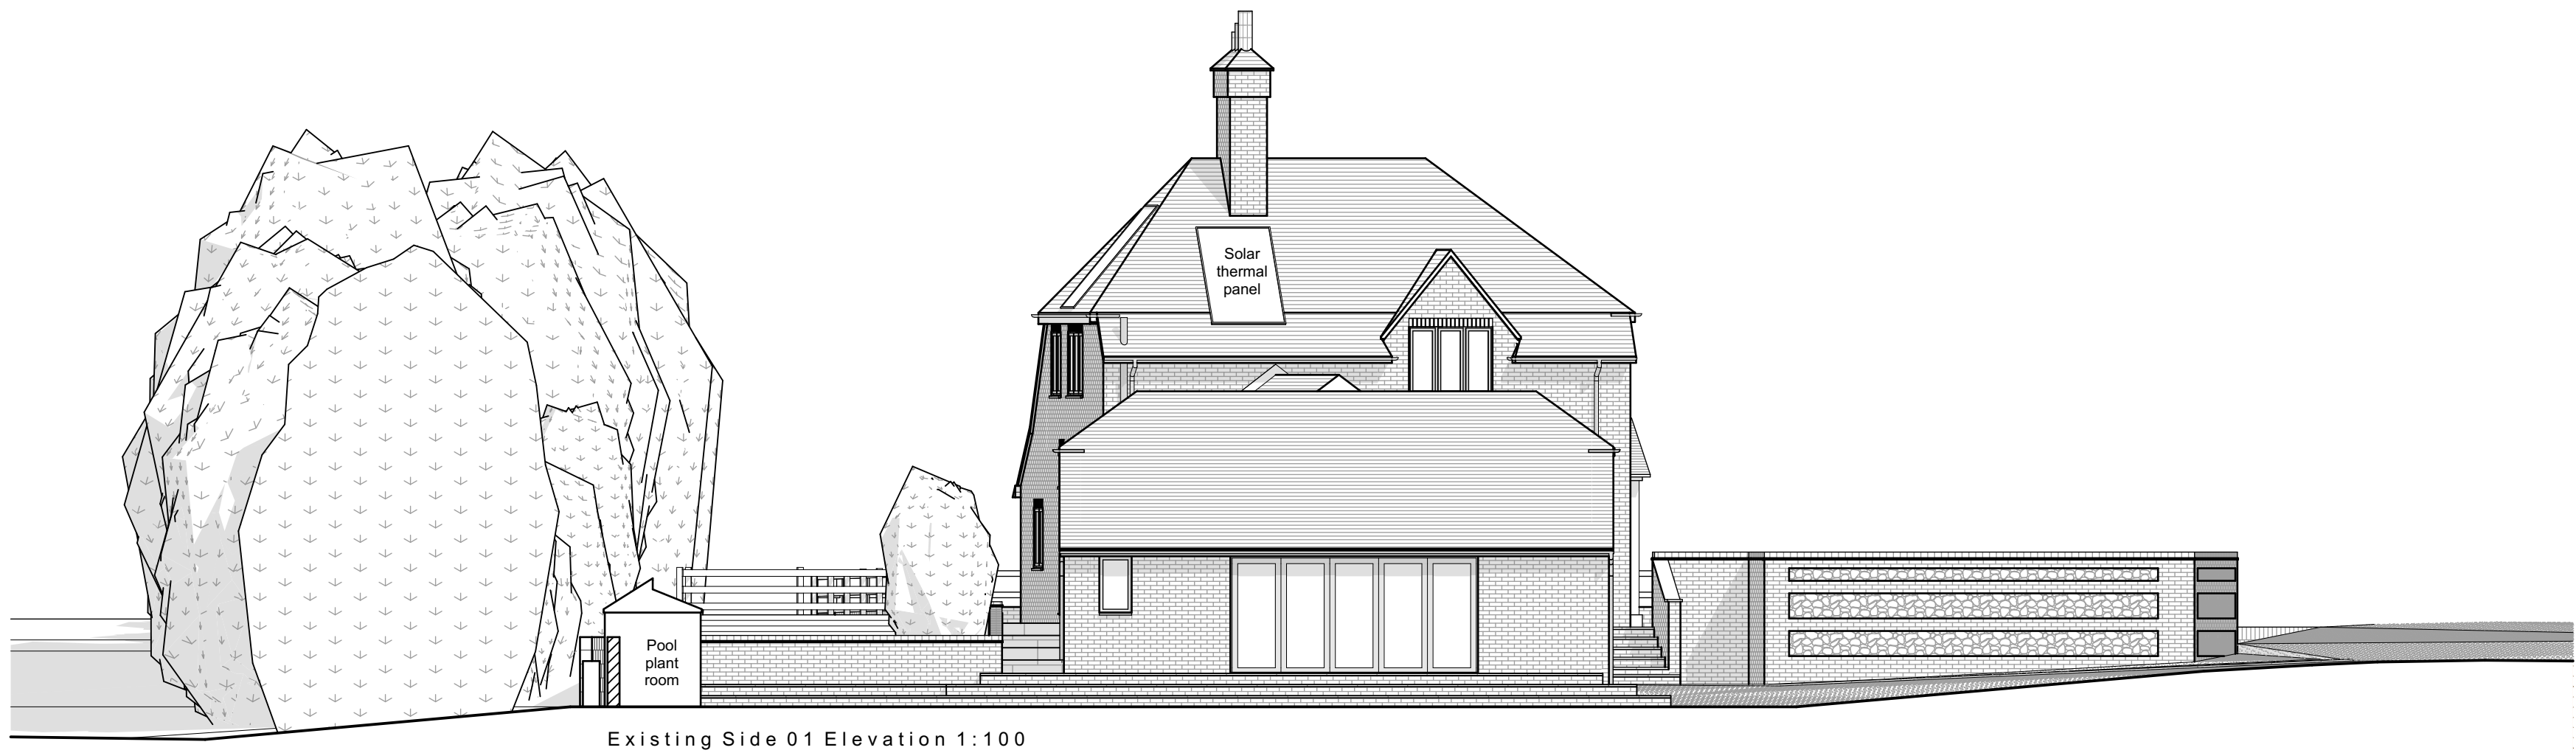 Solar
thermal
panel
Pool
plant
room
Existing Side 01 Elevation 1:100